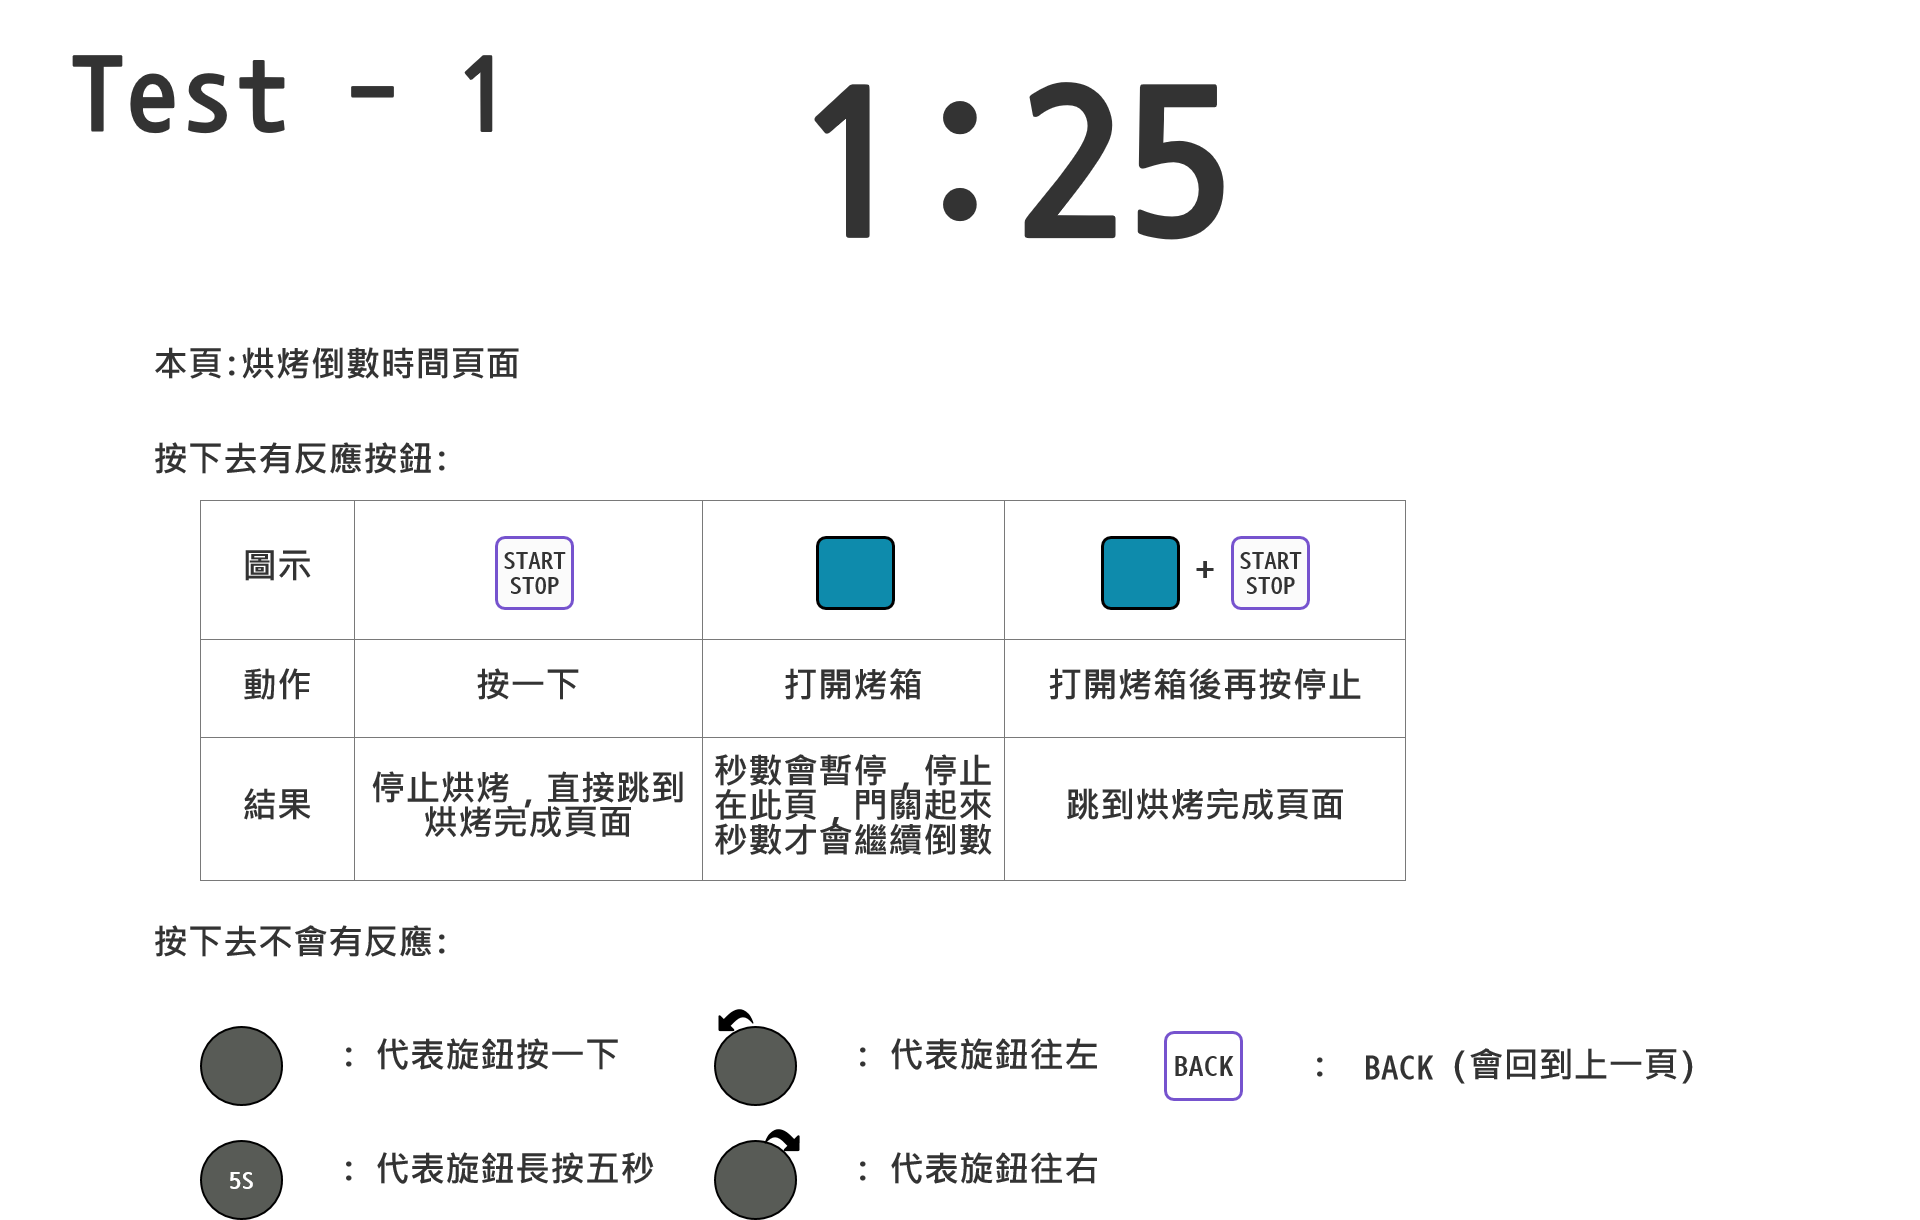 Test - 1
1:25
本頁:烘烤倒數時間頁面
按下去有反應按鈕:
圖示
START
STOP
+
START
STOP
動作
按一下
打開烤箱
打開烤箱後再按停止
結果
停止烘烤，直接跳到
烘烤完成頁面
秒數會暫停，停止
在此頁，門關起來
秒數才會繼續倒數
跳到烘烤完成頁面
按下去不會有反應:
: 代表旋鈕按一下
: 代表旋鈕往左
BACK
: BACK (會回到上一頁)
5S
: 代表旋鈕長按五秒
: 代表旋鈕往右